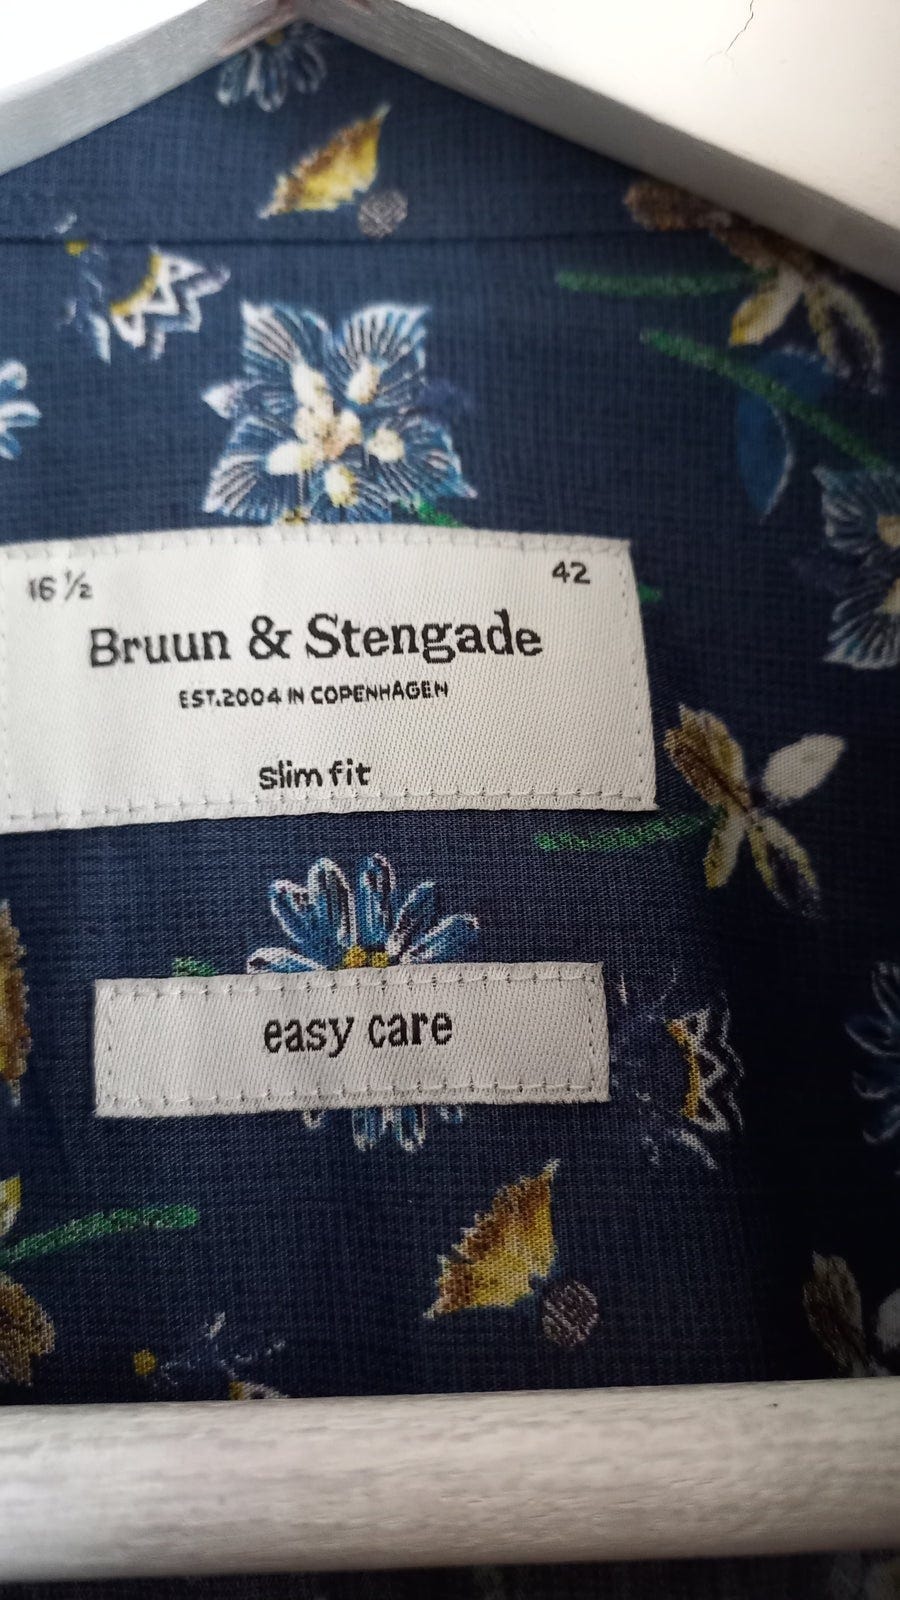 16 ½ 42
Bruun & Stengade
EST.2004 IN COPENHAGEN
slim fit
easy care